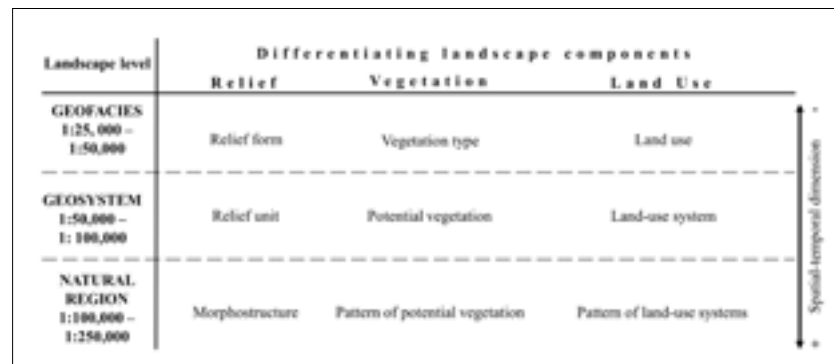 Differentiating landscape components
Landscape level
Relief Vegetation Land Use
GEOFACIES
1:25, 000 –
1:50,000
Relief form Vegetation type Land use
GEOSYSTEM
1:50,000 –
1: 100,000
Relief unit Potential vegetation Land-use system
NATURAL
REGION
1:100,000 –
1:250,000
Morphostructure Pattern of potential vegetation Pattern of land-use systems
-
Spatial-temporal dimension
+